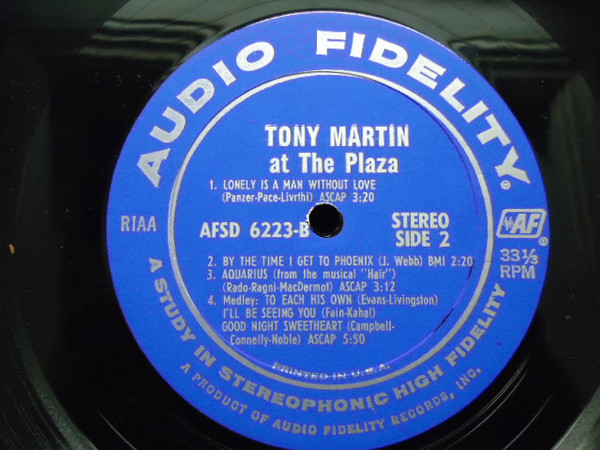 AUDIO FIDELITY®
TONY MARTIN
at The Plaza
1. LONELY IS A MAN WITHOUT LOVE
(Panzer-Pace-Livrthi) ASCAP 3:20
RIAA
AFSD 6223-B
STEREO
SIDE 2
AF®
33⅓
RPM
2. BY THE TIME I GET TO PHOENIX (J. Webb) BMI 2:20
3. AQUARIUS (from the musical "Hair")
(Rado-Ragni-MacDermot) ASCAP 3:12
4. Medley: TO EACH HIS OWN (Evans-Livingston)
I'LL BE SEEING YOU (Fain-Kahal)
GOOD NIGHT SWEETHEART (Campbell-
Connelly-Noble) ASCAP 5:50
PRINTED IN U.S.A.
A STUDY IN STEREOPHONIC HIGH FIDELITY
A PRODUCT OF AUDIO FIDELITY RECORDS, INC.